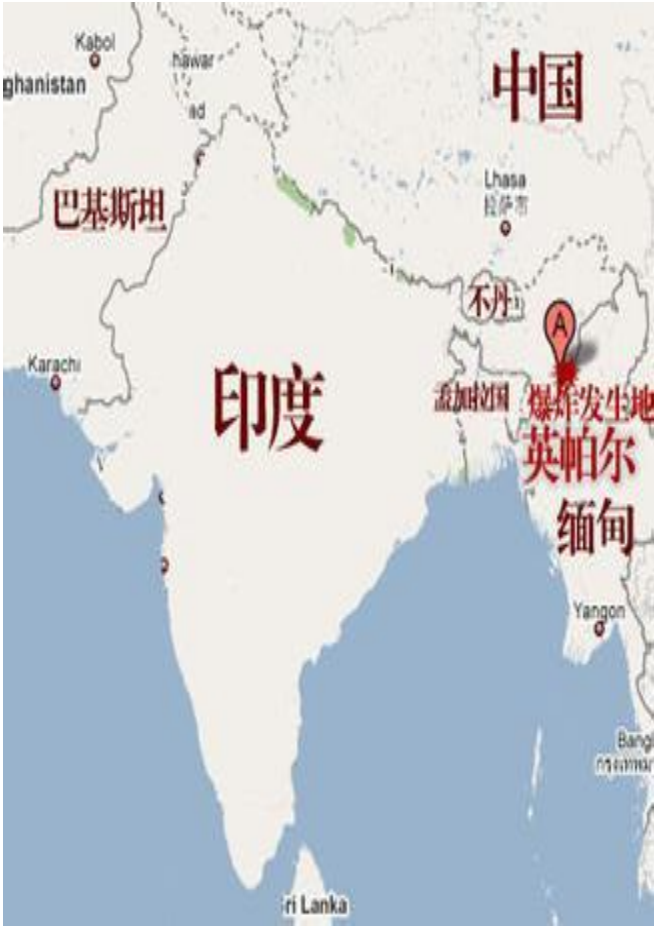 Kabol
hawar
ghanistan
ad
中国
Lhasa
拉萨市
巴基斯坦
不丹
A
Karachi
印度
孟加拉国
爆炸发生地
英帕尔
缅甸
Yangon
Bangl
ri Lanka